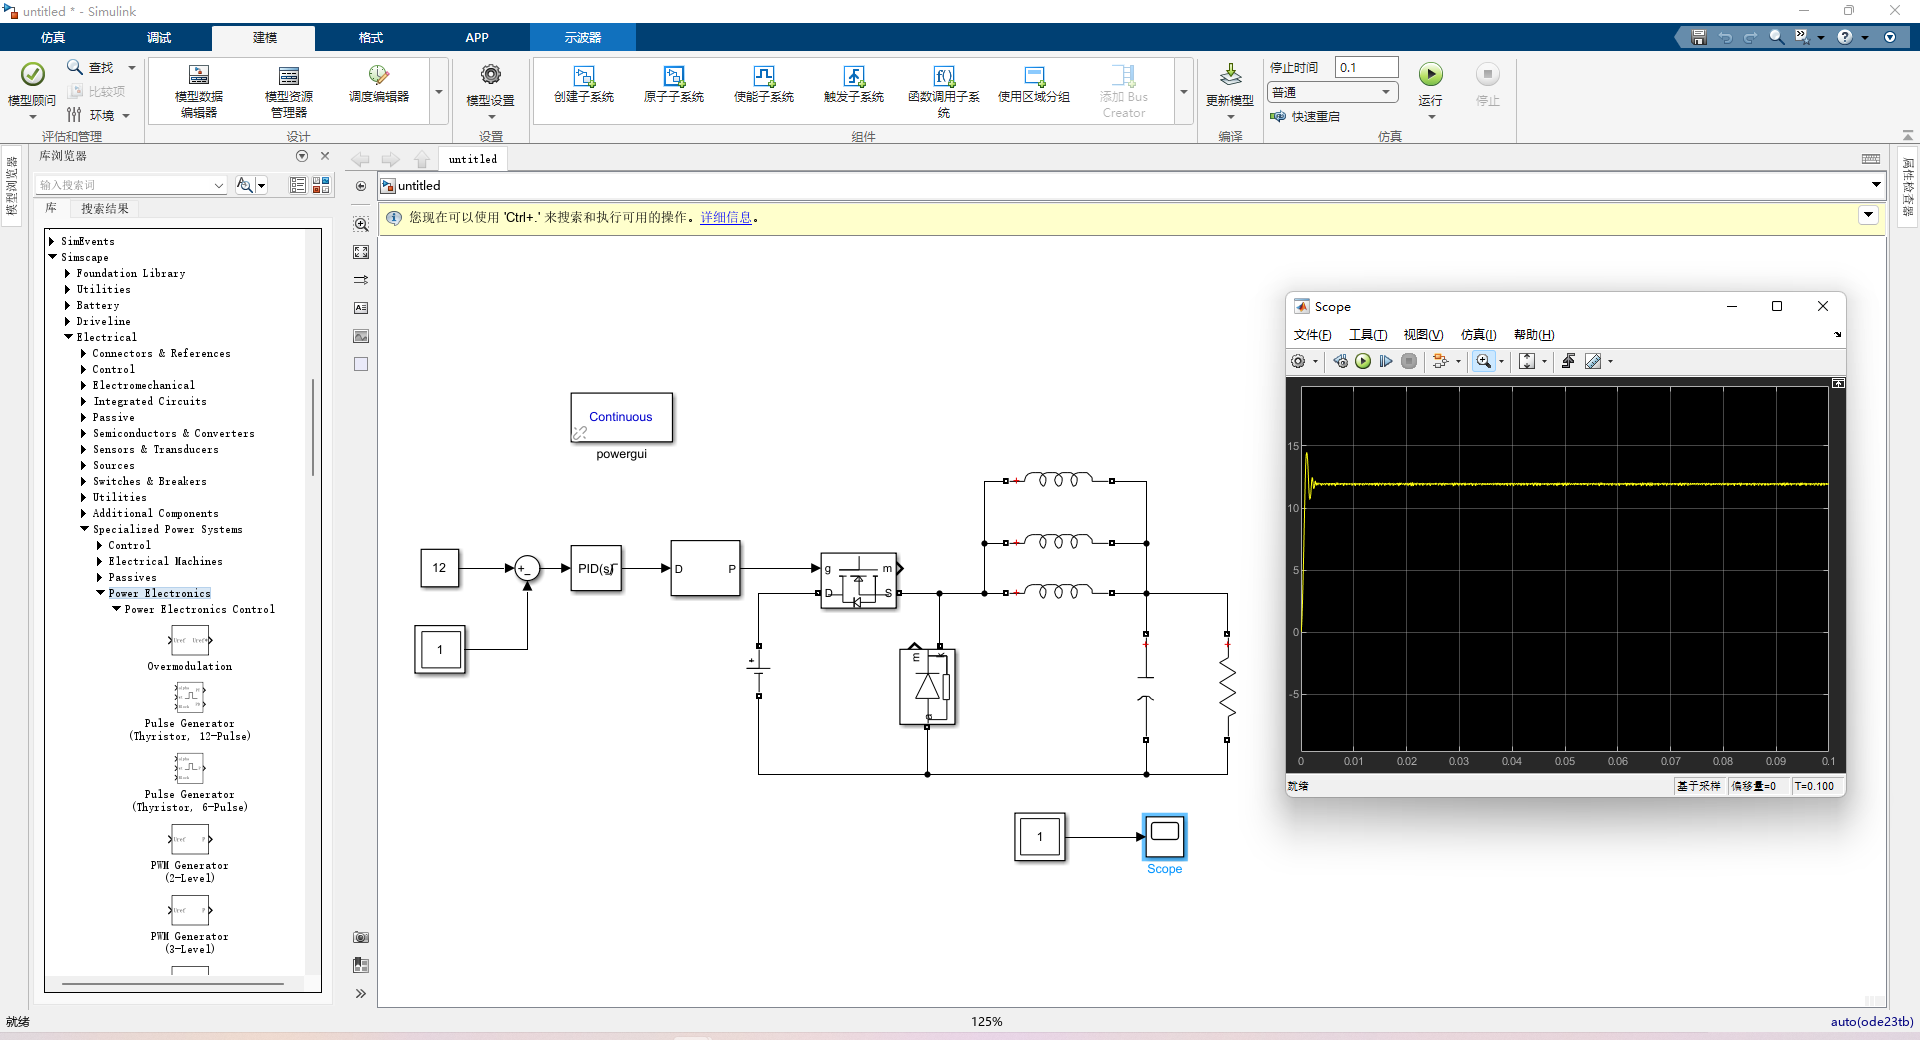 untitled * - Simulink
仿真
调试
建模
格式
APP
示波器
模型顾问
查找
比较项
环境
评估和管理
模型数据
编辑器
模型资源
管理器
调度编辑器
设计
模型设置
设置
创建子系统
原子子系统
使能子系统
触发子系统
函数调用子系
统
使用区域分组
添加 Bus
Creator
组件
更新模型
编译
停止时间
0.1
普通
快速重启
运行
停止
仿真
模型浏览器
库浏览器
输入搜索词
库
搜索结果
SimEvents
Simscape
Foundation Library
Utilities
Battery
Driveline
Electrical
Connectors & References
Control
Electromechanical
Integrated Circuits
Passive
Semiconductors & Converters
Sensors & Transducers
Sources
Switches & Breakers
Utilities
Additional Components
Specialized Power Systems
Control
Electrical Machines
Passives
Power Electronics
Power Electronics Control
Uref
Uref*
Overmodulation
Pulse Generator
(Thyristor, 12-Pulse)
Pulse Generator
(Thyristor, 6-Pulse)
Uref
P
PWM Generator
(2-Level)
Uref
P
PWM Generator
(3-Level)
untitled
untitled
您现在可以使用 'Ctrl+.' 来搜索和执行可用的操作。详细信息。
属性检查器
Continuous
powergui
12
PID(s)
D
P
g
m
D
S
1
m
k
a
1
Scope
Scope
文件(F)
工具(T)
视图(V)
仿真(I)
帮助(H)
15
10
5
0
-5
0
0.01
0.02
0.03
0.04
0.05
0.06
0.07
0.08
0.09
0.1
就绪
基于采样
偏移量=0
T=0.100
就绪
125%
auto(ode23tb)